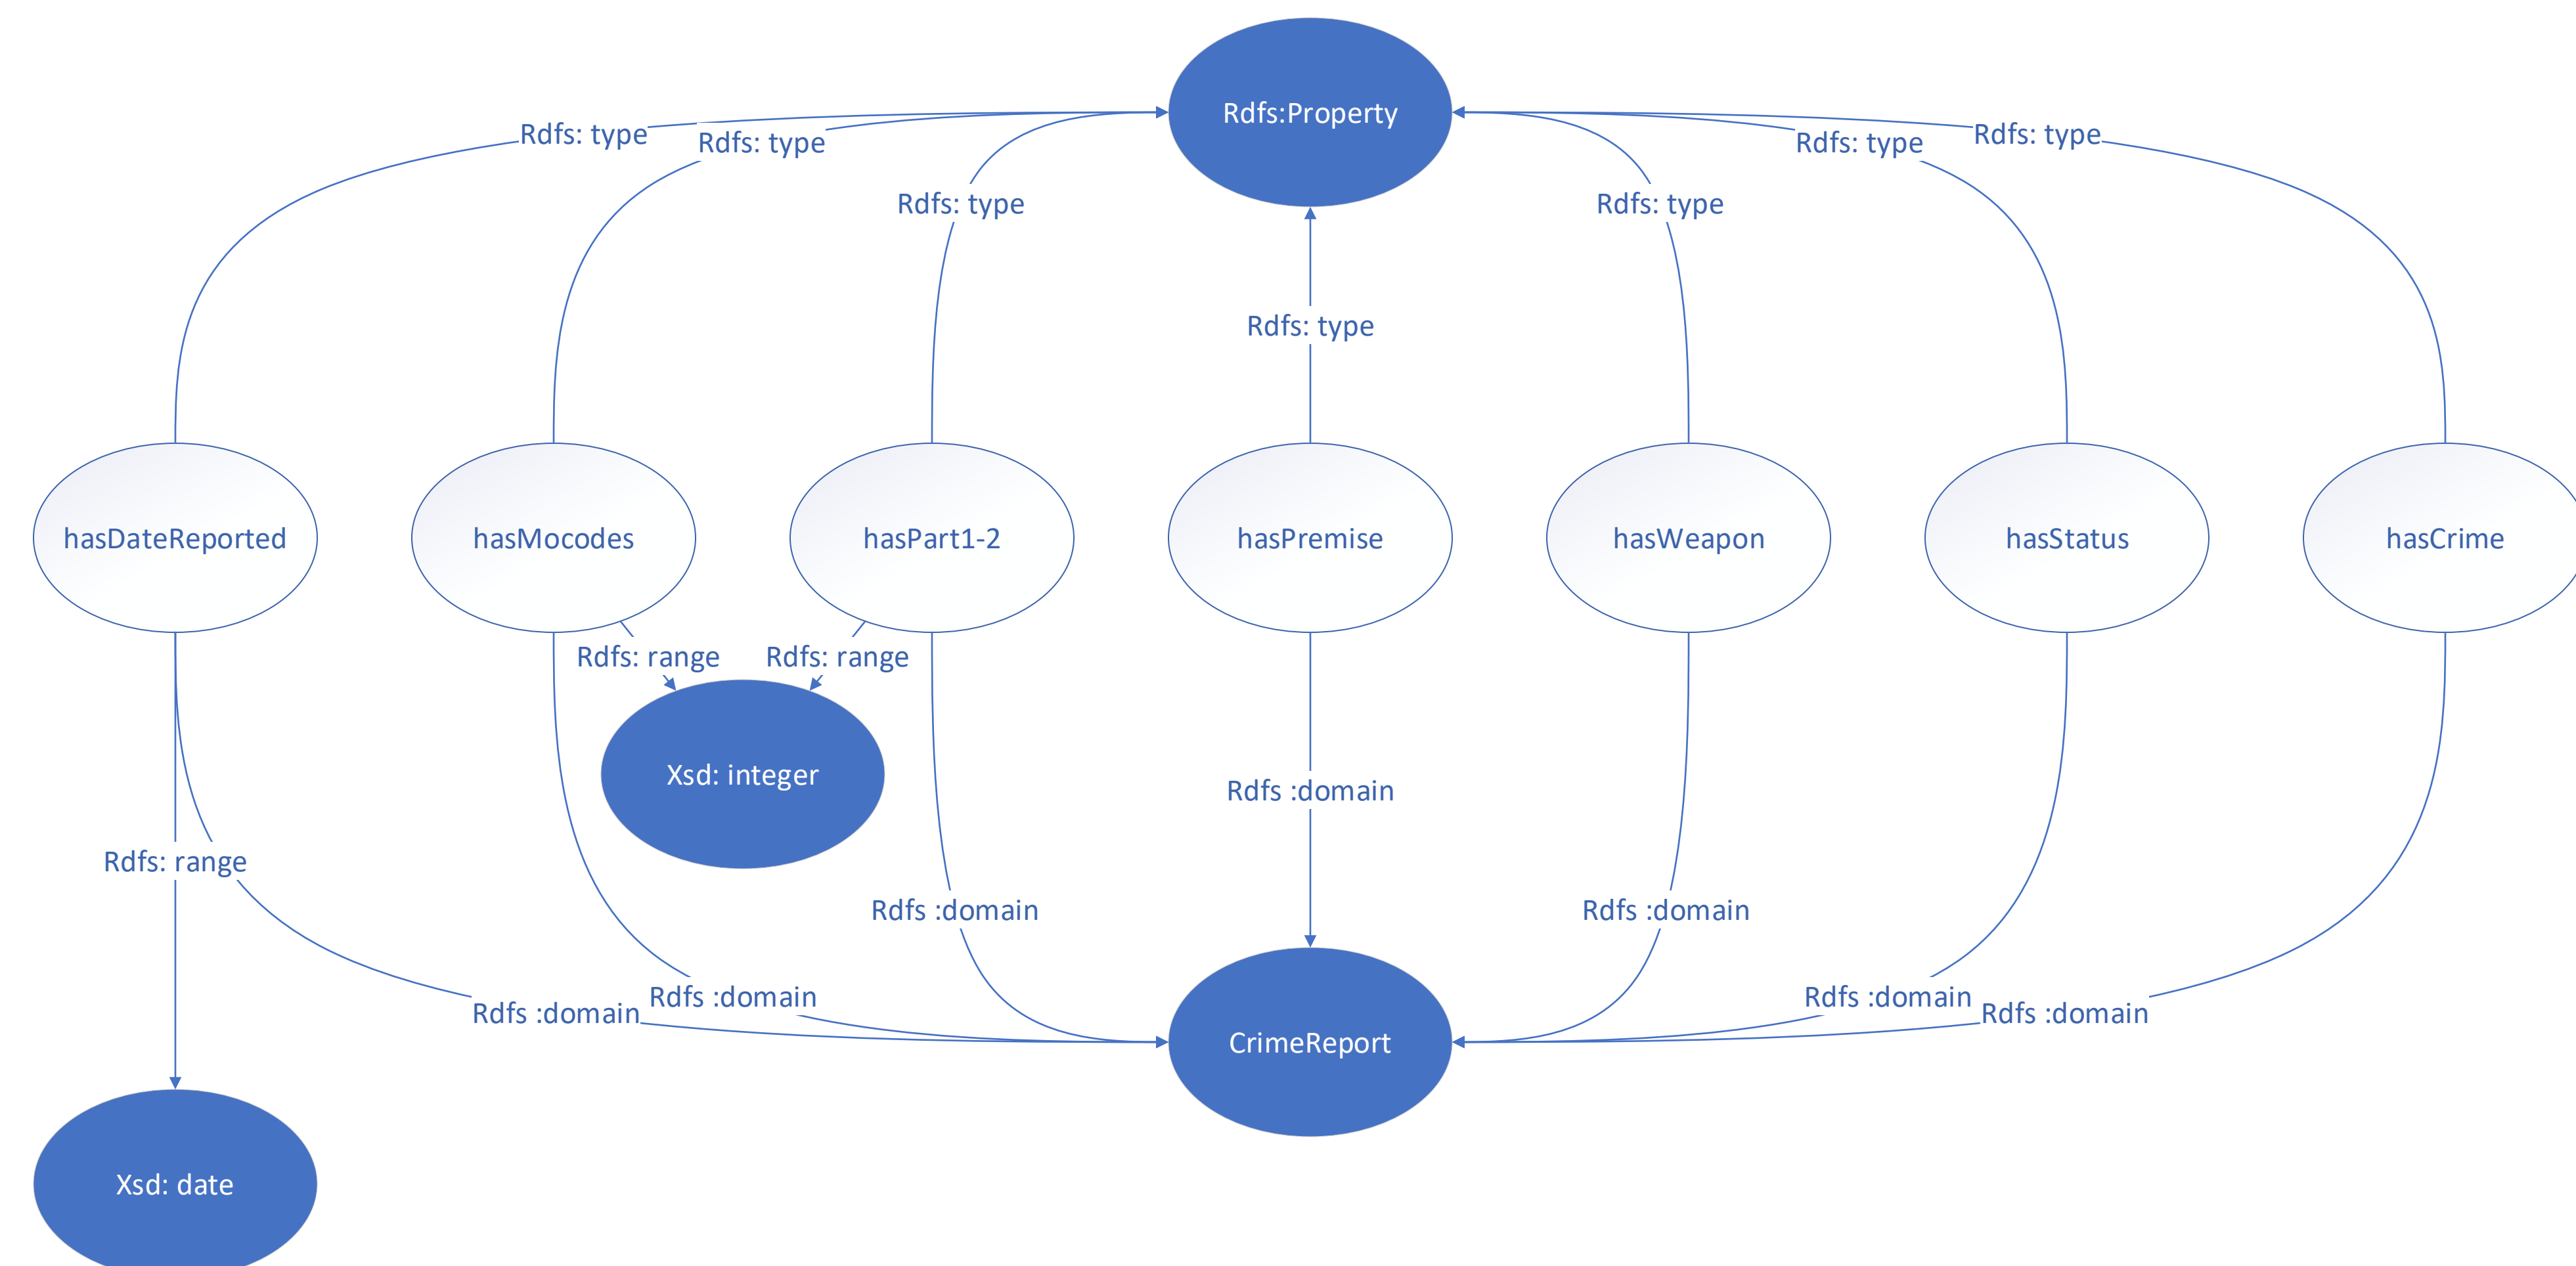 Rdfs:Property
Rdfs: type
Rdfs: type
Rdfs: type
Rdfs: type
Rdfs: type
Rdfs: type
Rdfs: type
hasDateReported
hasMocodes
hasPart1-2
hasPremise
hasWeapon
hasStatus
hasCrime
Rdfs: range
Rdfs: range
Xsd: integer
Rdfs :domain
Rdfs: range
Rdfs :domain
Rdfs :domain
Rdfs :domain
Rdfs :domain
Rdfs :domain
Rdfs :domain
CrimeReport
Xsd: date